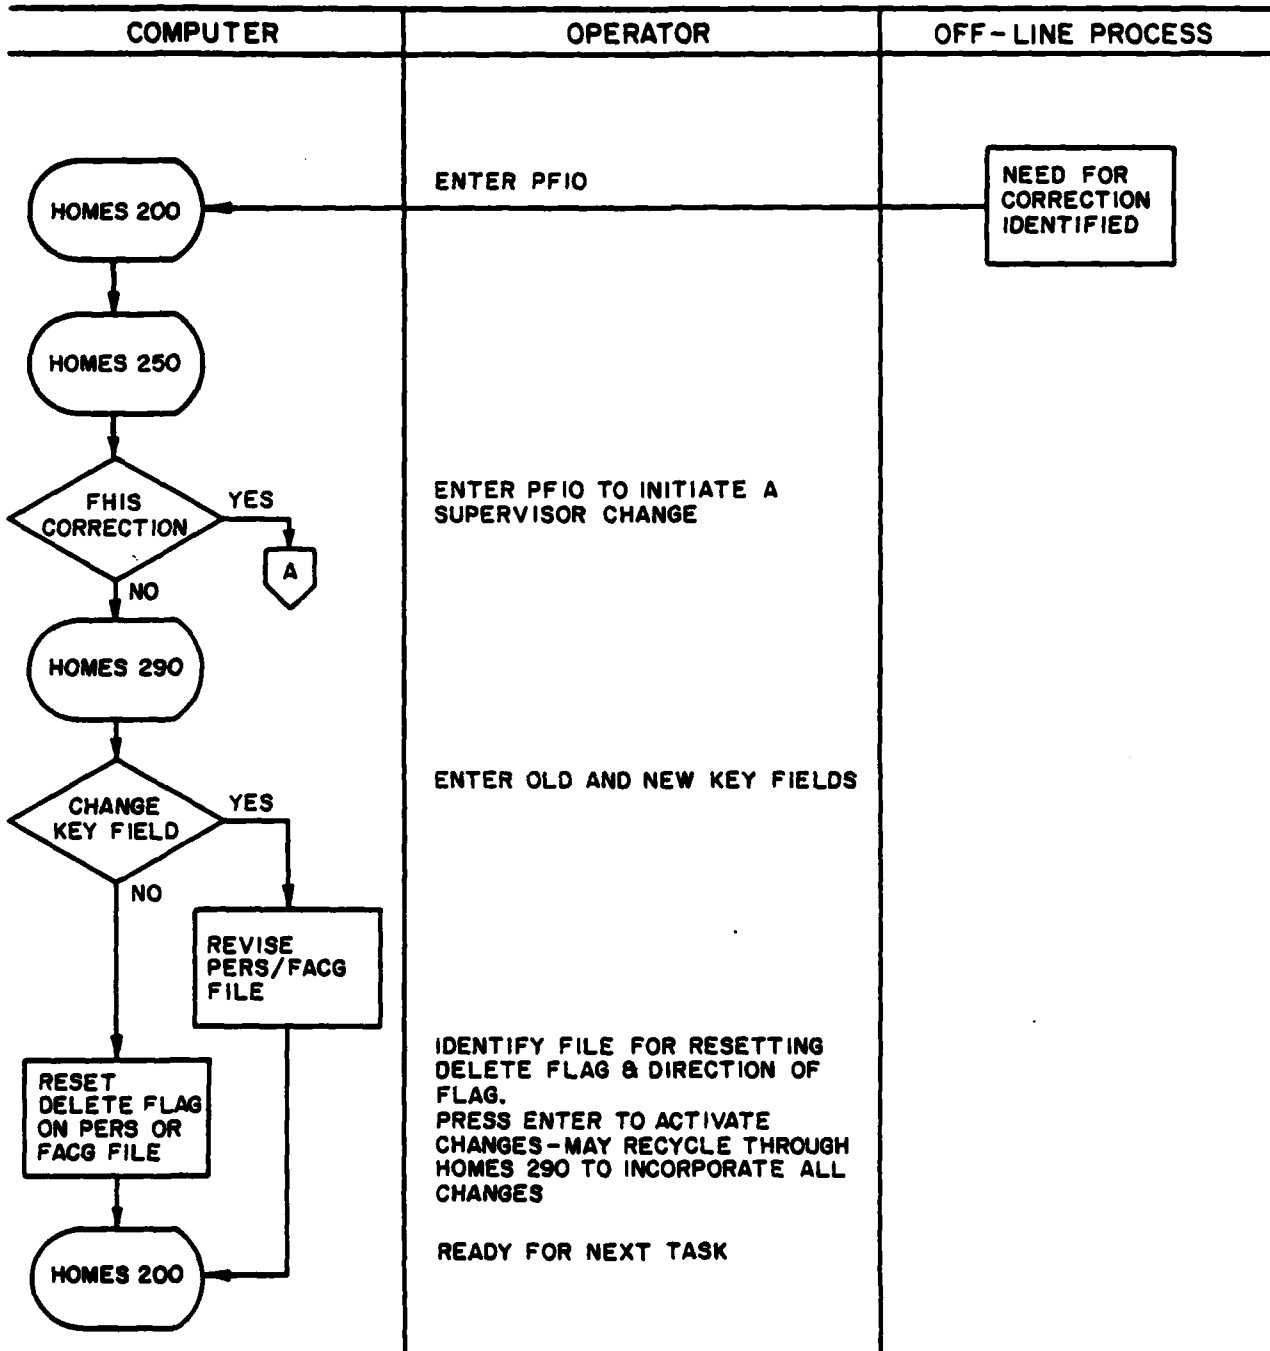 COMPUTER
OPERATOR
OFF-LINE PROCESS
ENTER PF10
NEED FOR
CORRECTION
IDENTIFIED
HOMES 200
HOMES 250
FHIS
CORRECTION
YES
A
NO
ENTER PF10 TO INITIATE A
SUPERVISOR CHANGE
HOMES 290
CHANGE
KEY FIELD
YES
NO
ENTER OLD AND NEW KEY FIELDS
REVISE
PERS/FACG
FILE
RESET
DELETE FLAG
ON PERS OR
FACG FILE
IDENTIFY FILE FOR RESETTING
DELETE FLAG & DIRECTION OF
FLAG.
PRESS ENTER TO ACTIVATE
CHANGES-MAY RECYCLE THROUGH
HOMES 290 TO INCORPORATE ALL
CHANGES
HOMES 200
READY FOR NEXT TASK